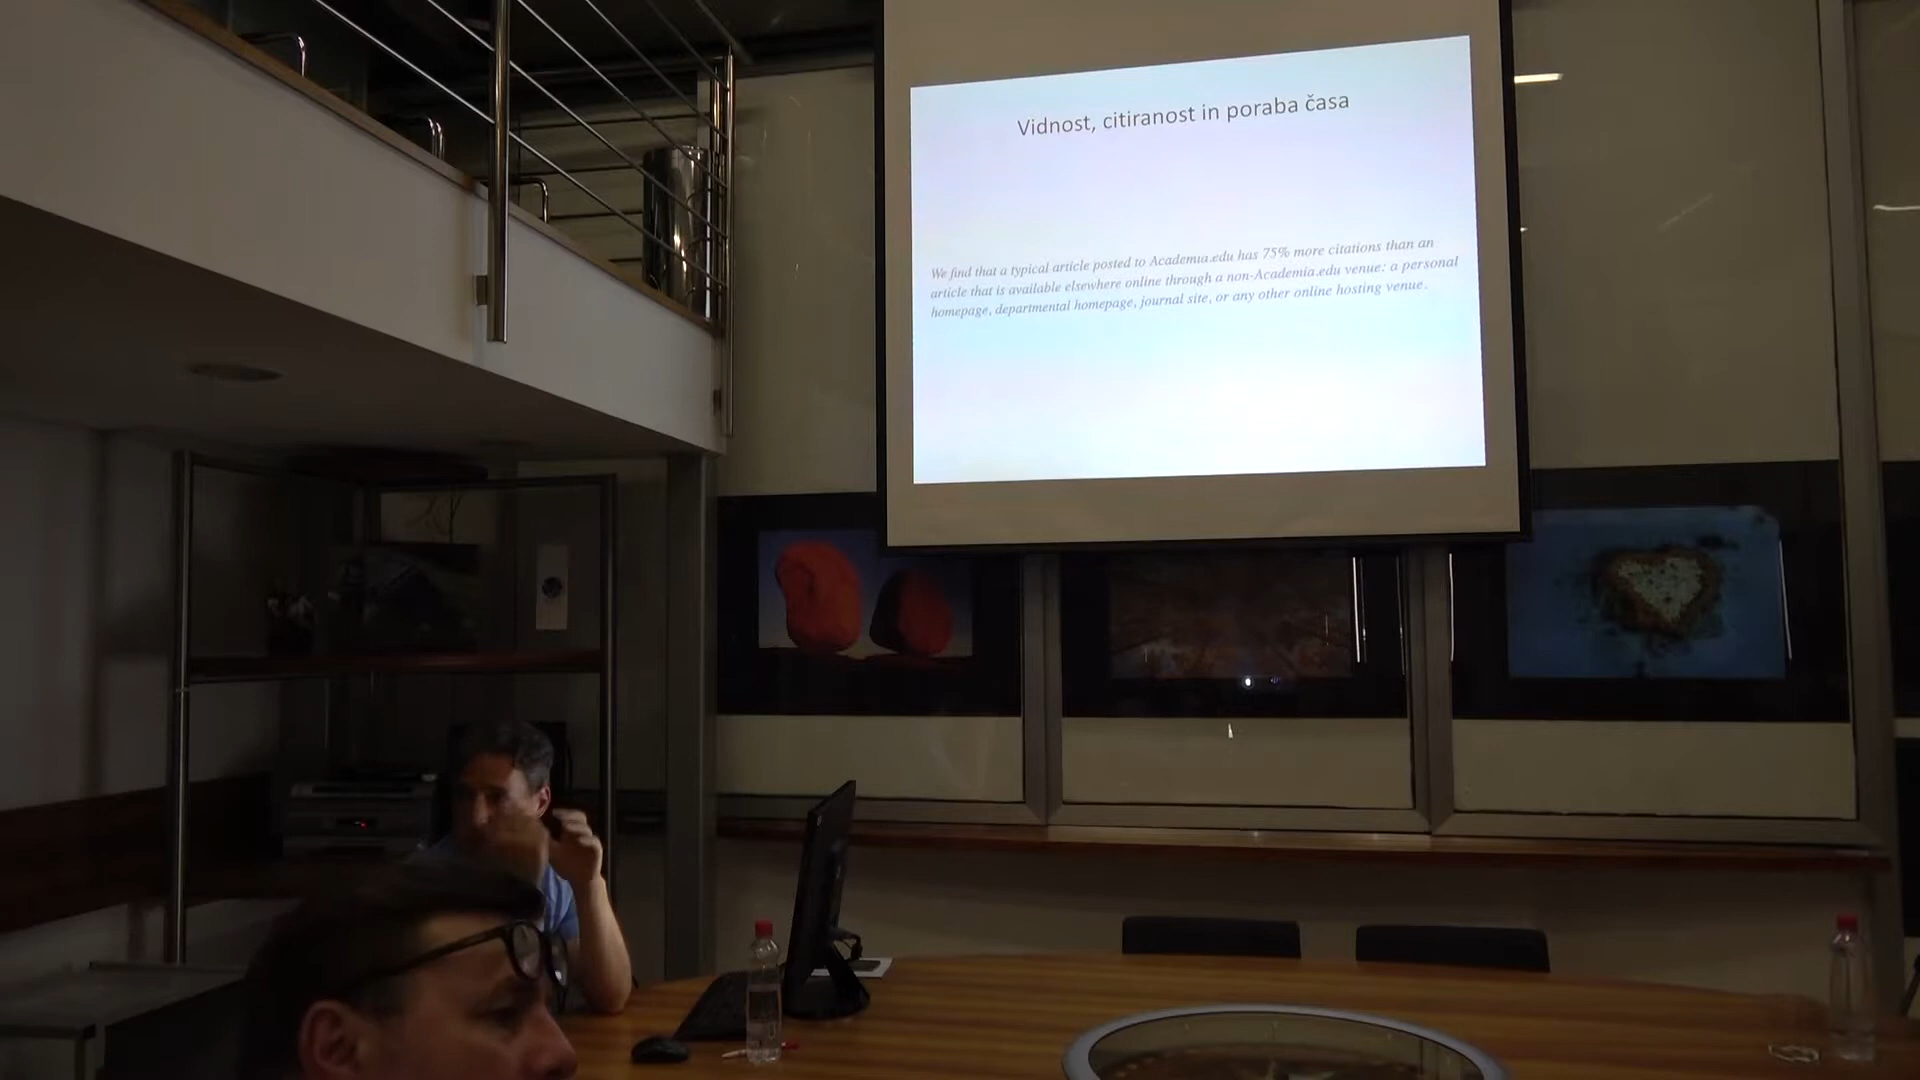 Vidnost, citiranost in poraba časa
We find that a typical article posted to Academia.edu has 75% more citations than an
article that is available elsewhere online through a non-Academia.edu venue: a personal
homepage, departmental homepage, journal site, or any other online hosting venue.